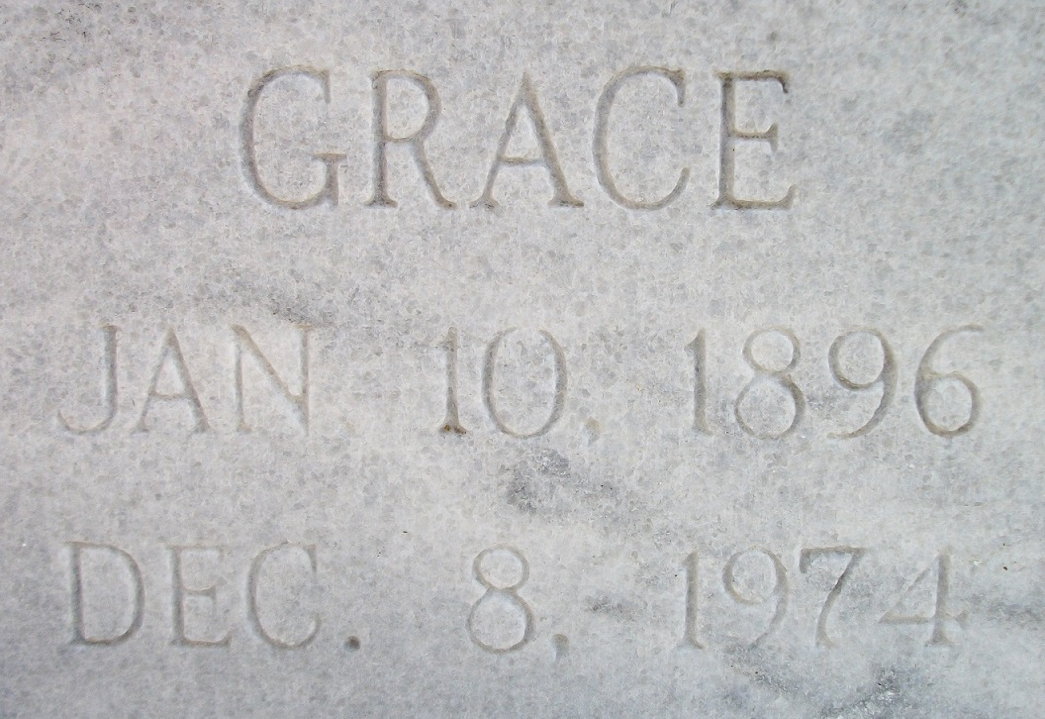 GRACE
JAN 10, 1896
DEC. 8, 1974